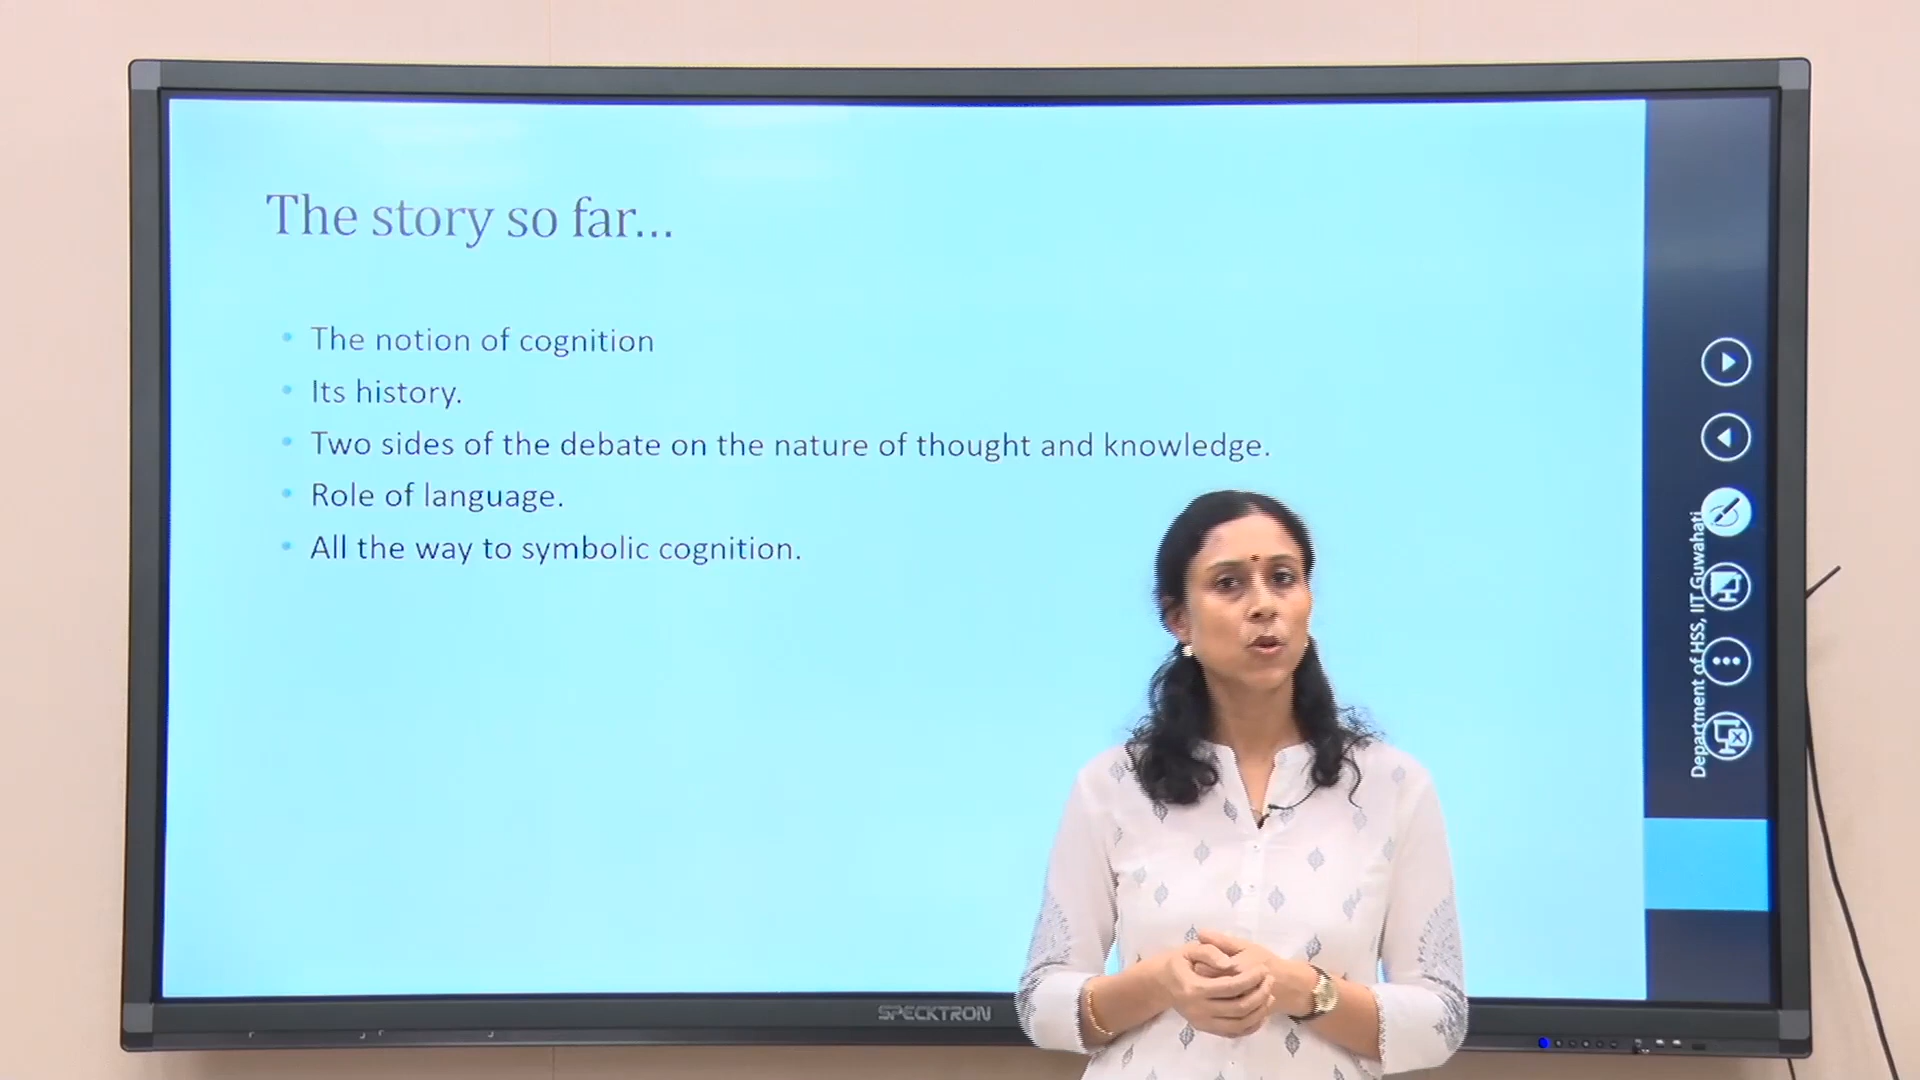 The story so far...
• The notion of cognition
• Its history.
• Two sides of the debate on the nature of thought and knowledge.
• Role of language.
• All the way to symbolic cognition.
Department of HSS, IIT Guwahati
SPECKTRON